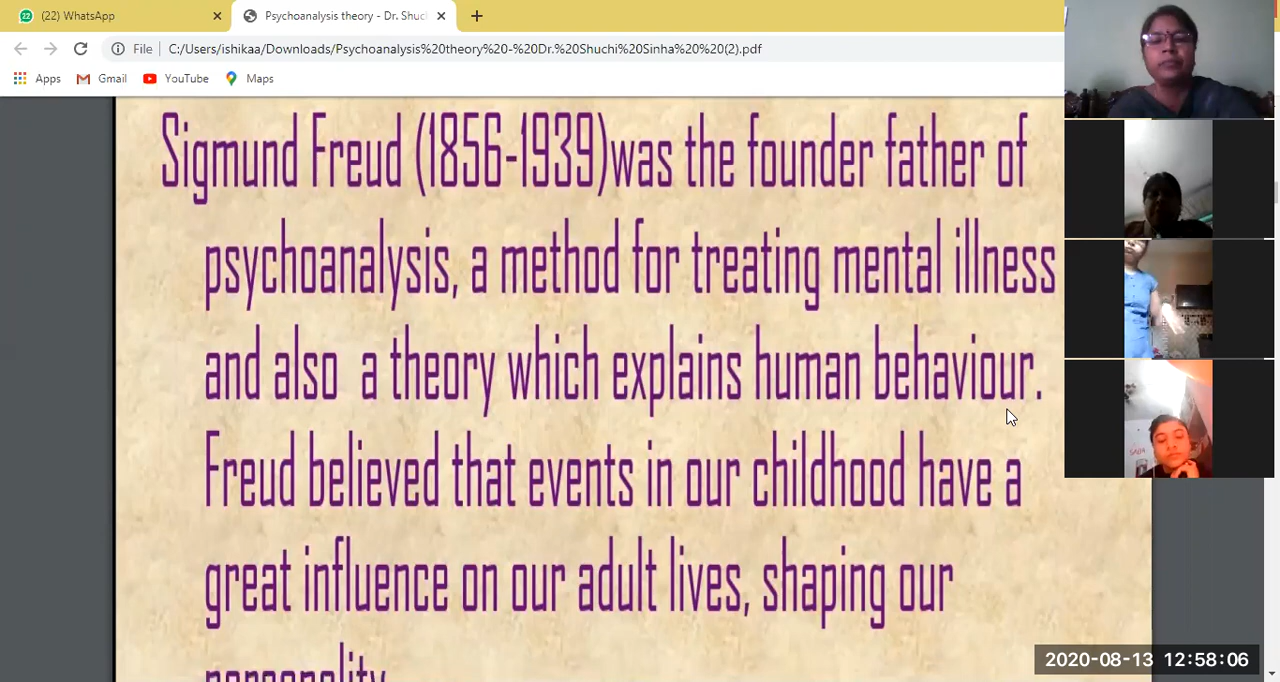 (22) WhatsApp
Psychoanalysis theory - Dr. Shuc
File
C:/Users/ishikaa/Downloads/Psychoanalysis%20theory%20-%20Dr.%20Shuchi%20Sinha%20%20(2).pdf
Apps
Gmail
YouTube
Maps
Sigmund Freud (1856-1939)was the founder father of
psychoanalysis, a method for treating mental illness
and also a theory which explains human behaviour.
Freud believed that events in our childhood have a
great influence on our adult lives, shaping our
personality
2020-08-13 12:58:06